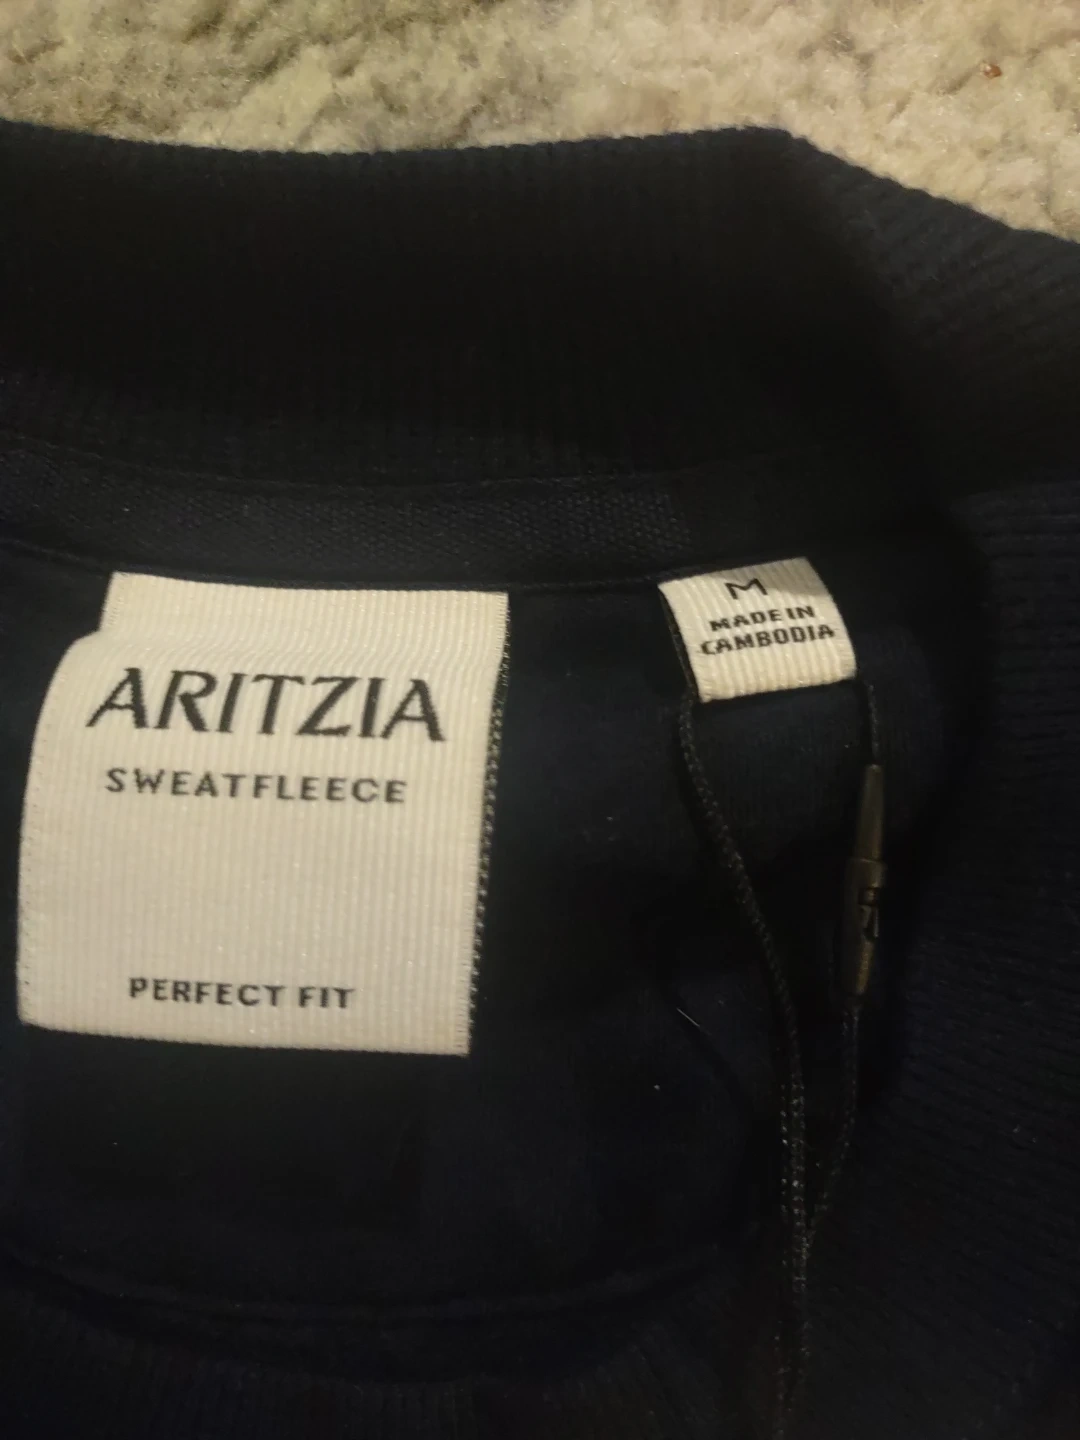 ARITZIA
SWEATFLEECE
PERFECT FIT
M
MADE IN
CAMBODIA